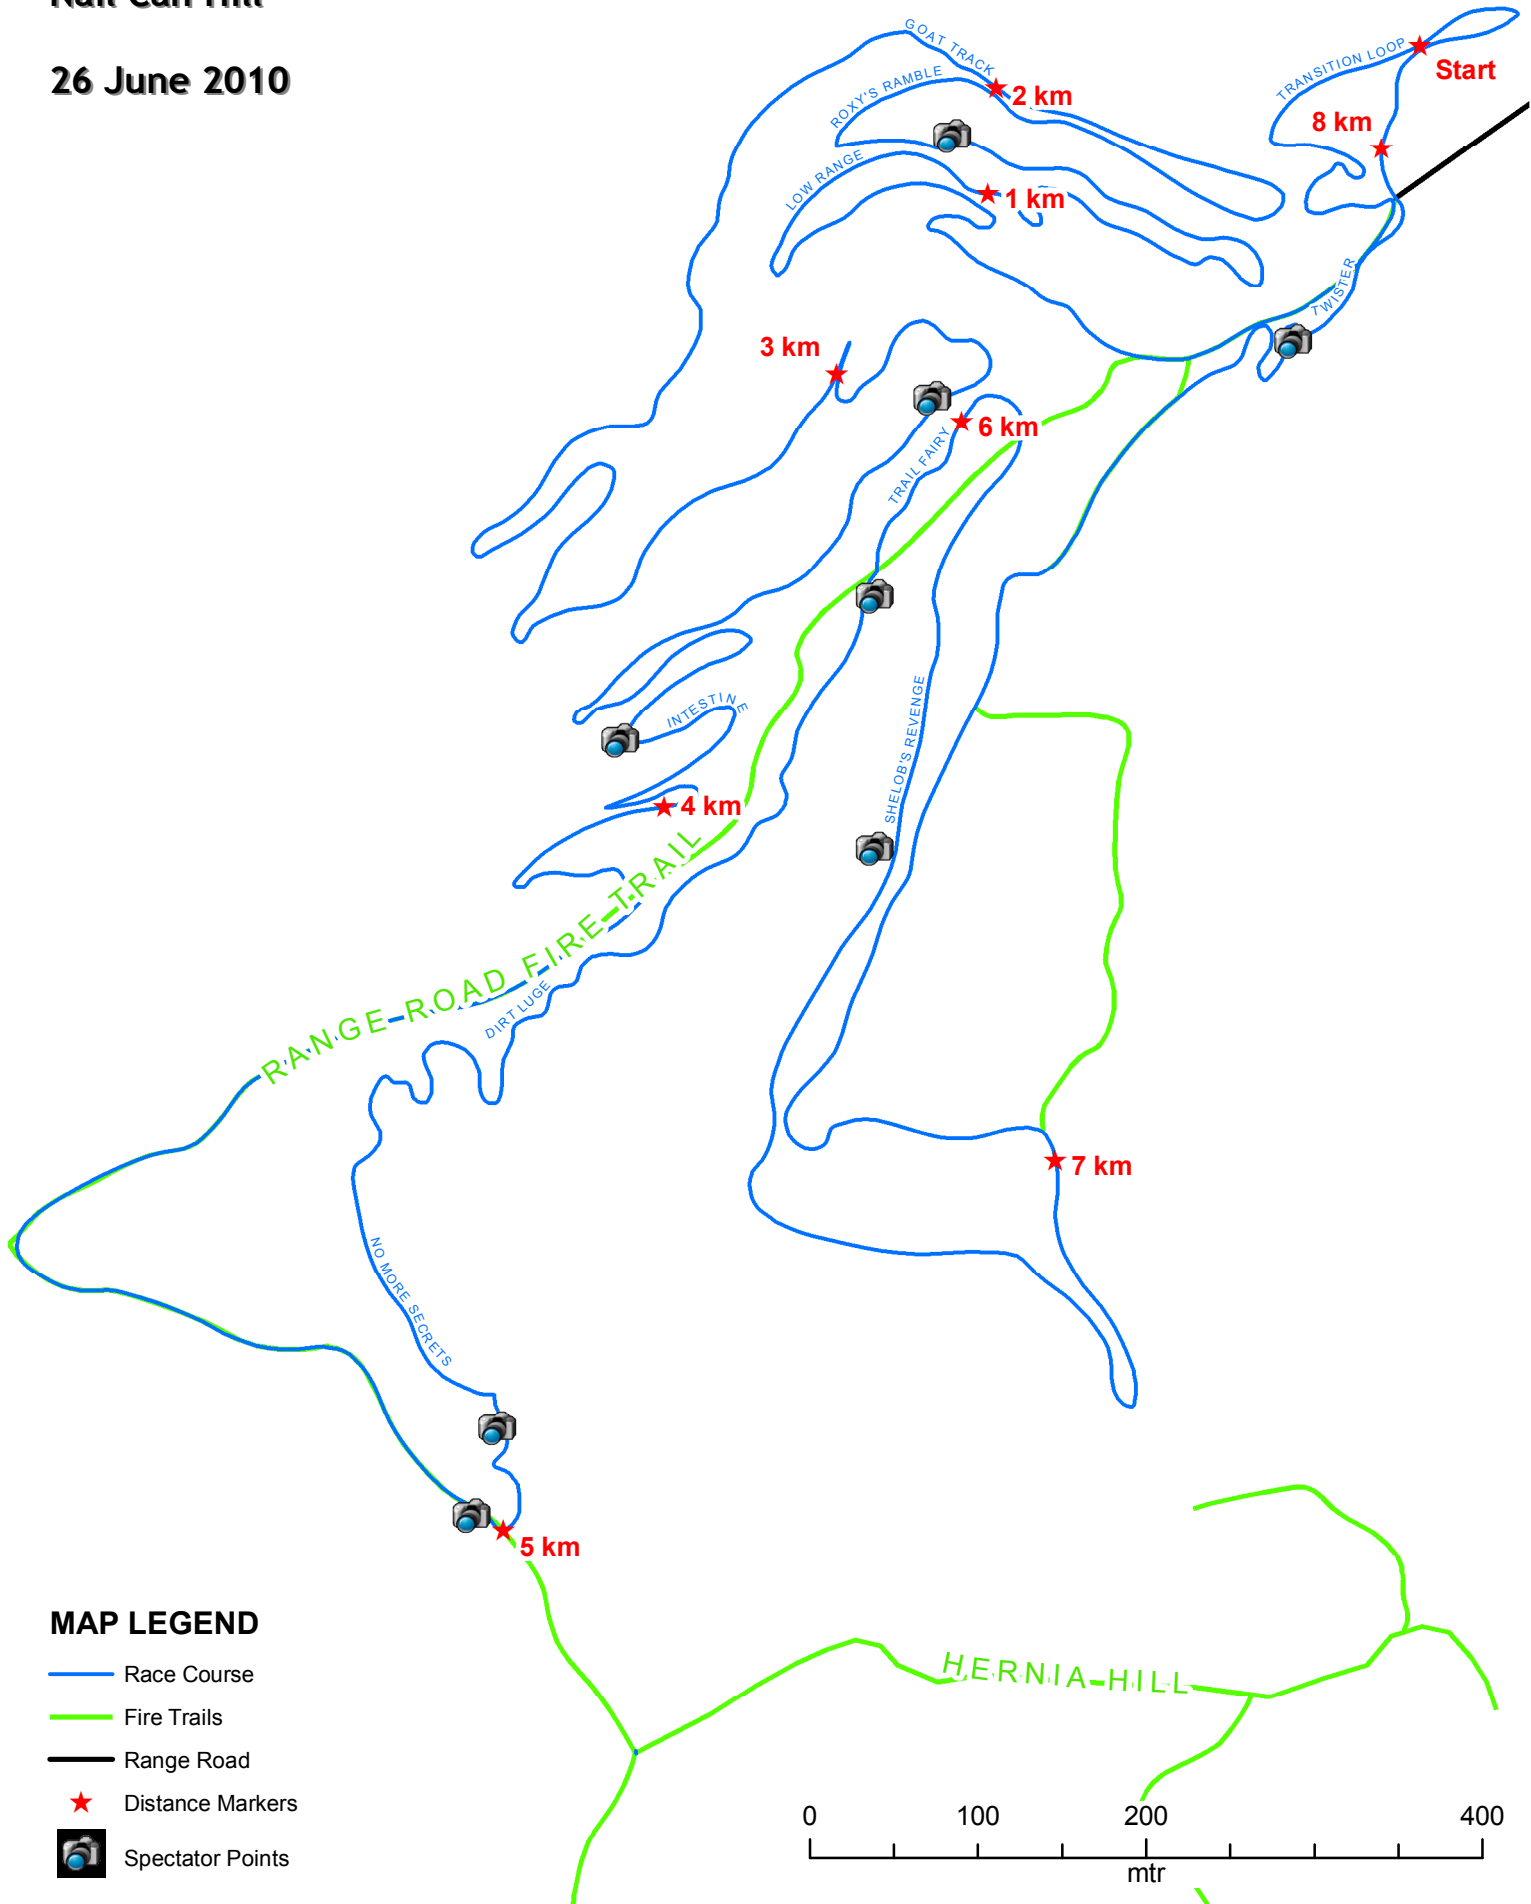 Nail Can Hill
26 June 2010
GOAT TRACK
TRANSITION LOOP
Start
ROXY'S RAMBLE
2 km
8 km
LOW RANGE
1 km
TWISTER
3 km
6 km
TRAIL FAIRY
INTESTINE
SHELOB'S REVENGE
4 km
RANGE ROAD FIRE TRAIL
DIRT LUGE
7 km
NO MORE SECRETS
5 km
HERNIA HILL
MAP LEGEND
Race Course
Fire Trails
Range Road
Distance Markers
Spectator Points
0 100 200 400
mtr